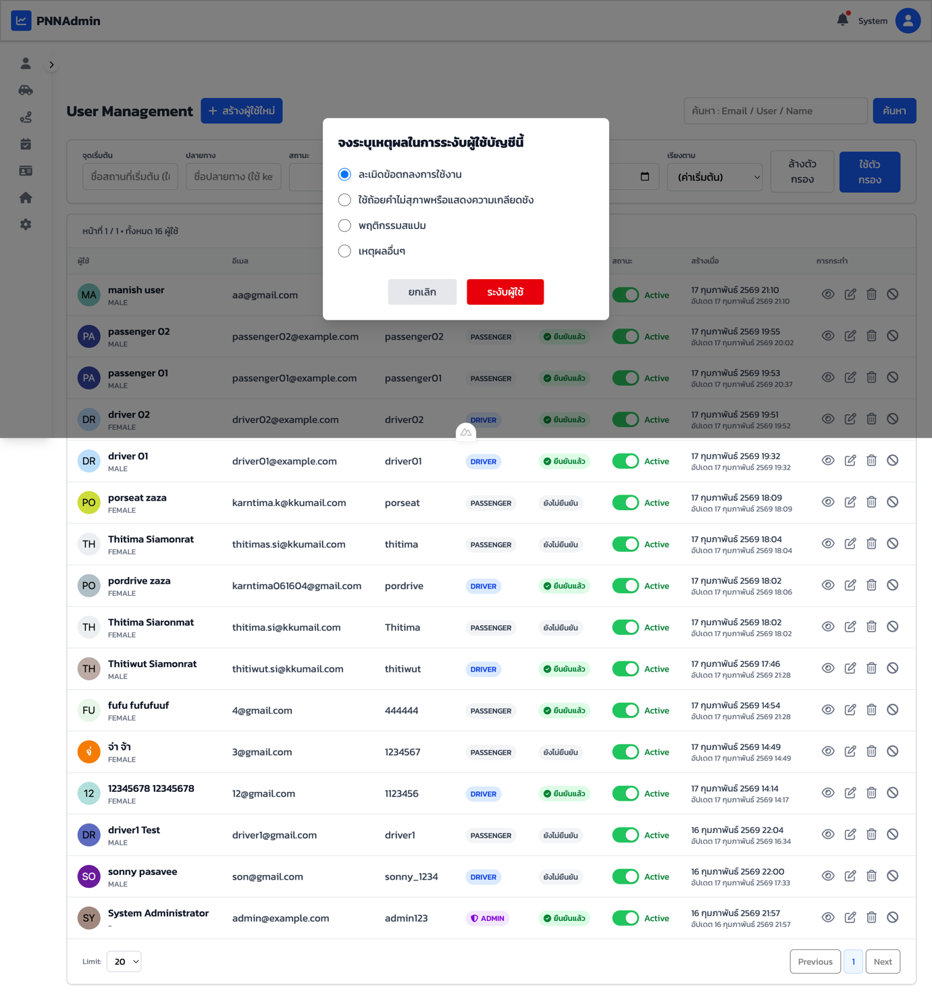 PNNAdmin
System
User Management
+ สร้างผู้ใช้ใหม่
ค้นหา : Email / User / Name
ค้นหา
จงระบุเหตุผลในการระงับผู้ใช้บัญชีนี้
ละเมิดข้อตกลงการใช้งาน
ใช้ถ้อยคำไม่สุภาพหรือแสดงความเกลียดชัง
พฤติกรรมสแปม
เหตุผลอื่นๆ
ยกเลิก
ระงับผู้ใช้
จุดเริ่มต้น
ปลายทาง
สถานะ
เรียงตาม
ชื่อสถานที่เริ่มต้น (ใ
ชื่อปลายทาง (ใช้ ke
(ค่าเริ่มต้น)
ล้างตัวกรอง
ใช้ตัวกรอง
หน้าที่ 1 / 1 • ทั้งหมด 16 ผู้ใช้
ผู้ใช้ อีเมล สถานะ สร้างเมื่อ การกระทำ
MA manish user aa@gmail.com Active 17 กุมภาพันธ์ 2569 21:10
MALE อัปเดต 17 กุมภาพันธ์ 2569 21:10
PA passenger 02 passenger02@example.com passenger02 PASSENGER ยืนยันแล้ว Active 17 กุมภาพันธ์ 2569 19:55
MALE อัปเดต 17 กุมภาพันธ์ 2569 20:02
PA passenger 01 passenger01@example.com passenger01 PASSENGER ยืนยันแล้ว Active 17 กุมภาพันธ์ 2569 19:53
MALE อัปเดต 17 กุมภาพันธ์ 2569 20:37
DR driver 02 driver02@example.com driver02 DRIVER ยืนยันแล้ว Active 17 กุมภาพันธ์ 2569 19:51
FEMALE อัปเดต 17 กุมภาพันธ์ 2569 19:52
DR driver 01 driver01@example.com driver01 DRIVER ยืนยันแล้ว Active 17 กุมภาพันธ์ 2569 19:32
MALE อัปเดต 17 กุมภาพันธ์ 2569 19:32
PO porseat zaza karntima.k@kkumail.com porseat PASSENGER ยังไม่ยืนยัน Active 17 กุมภาพันธ์ 2569 18:09
FEMALE อัปเดต 17 กุมภาพันธ์ 2569 18:09
TH Thitima Siamonrat thitimas.si@kkumail.com thitima PASSENGER ยังไม่ยืนยัน Active 17 กุมภาพันธ์ 2569 18:04
FEMALE อัปเดต 17 กุมภาพันธ์ 2569 18:04
PO pordrive zaza karntima061604@gmail.com pordrive DRIVER ยืนยันแล้ว Active 17 กุมภาพันธ์ 2569 18:02
FEMALE อัปเดต 17 กุมภาพันธ์ 2569 18:06
TH Thitima Siaronmat thitima.si@kkumail.com Thitima PASSENGER ยังไม่ยืนยัน Active 17 กุมภาพันธ์ 2569 18:02
FEMALE อัปเดต 17 กุมภาพันธ์ 2569 18:02
TH Thitiwut Siamonrat thitiwut.si@kkumail.com thitiwut DRIVER ยืนยันแล้ว Active 17 กุมภาพันธ์ 2569 17:46
MALE อัปเดต 17 กุมภาพันธ์ 2569 21:28
FU fufu fufufuuf 4@gmail.com 444444 PASSENGER ยืนยันแล้ว Active 17 กุมภาพันธ์ 2569 14:54
FEMALE อัปเดต 17 กุมภาพันธ์ 2569 21:28
จ่ จ่า จ้า 3@gmail.com 1234567 PASSENGER ยังไม่ยืนยัน Active 17 กุมภาพันธ์ 2569 14:49
FEMALE อัปเดต 17 กุมภาพันธ์ 2569 14:49
12 12345678 12345678 12@gmail.com 1123456 DRIVER ยืนยันแล้ว Active 17 กุมภาพันธ์ 2569 14:14
FEMALE อัปเดต 17 กุมภาพันธ์ 2569 14:17
DR driver1 Test driver1@gmail.com driver1 PASSENGER ยังไม่ยืนยัน Active 16 กุมภาพันธ์ 2569 22:04
MALE อัปเดต 17 กุมภาพันธ์ 2569 16:34
SO sonny pasavee son@gmail.com sonny_1234 DRIVER ยังไม่ยืนยัน Active 16 กุมภาพันธ์ 2569 22:00
MALE อัปเดต 17 กุมภาพันธ์ 2569 17:33
SY System Administrator admin@example.com admin123 ADMIN ยืนยันแล้ว Active 16 กุมภาพันธ์ 2569 21:57
- อัปเดต 16 กุมภาพันธ์ 2569 21:57
Limit: 20 Previous 1 Next